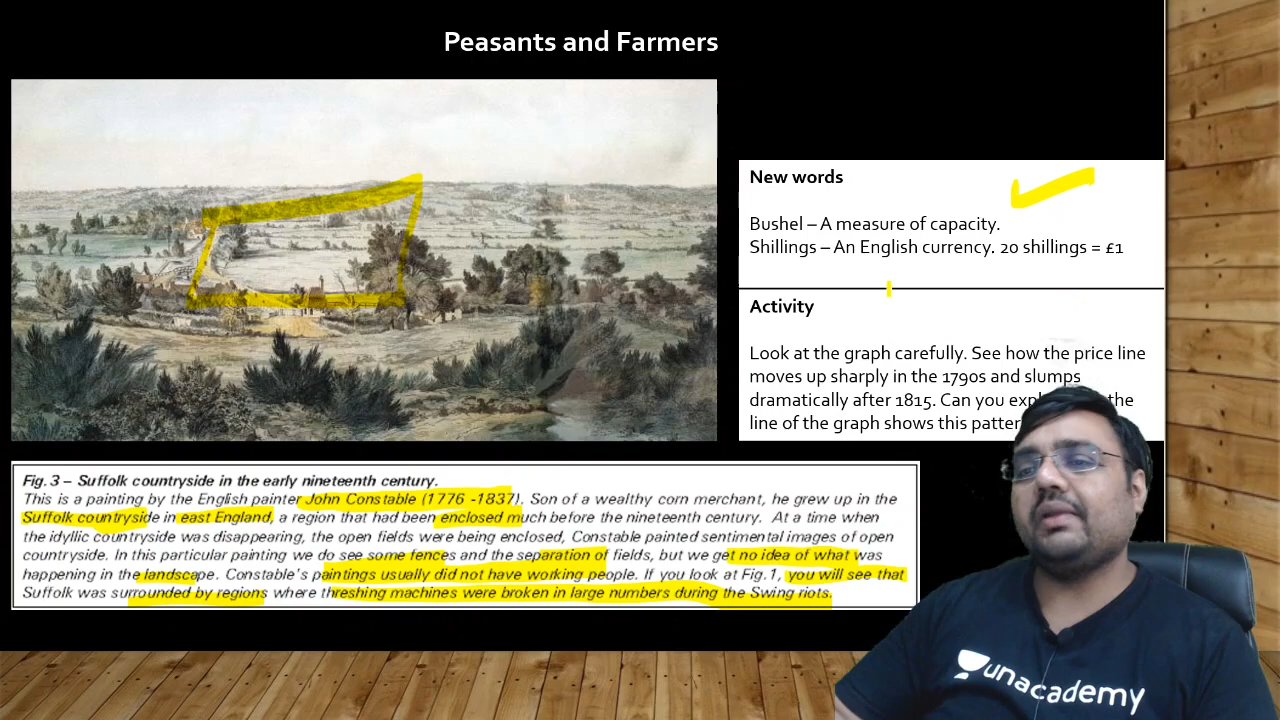 Peasants and Farmers
New words
Bushel – A measure of capacity.
Shillings – An English currency. 20 shillings = £1
Activity
Look at the graph carefully. See how the price line
moves up sharply in the 1790s and slumps
dramatically after 1815. Can you the
line of the graph shows this
Fig. 3 – Suffolk countryside in the early nineteenth century.
This is a painting by the English painter John Constable (1776 -1837). Son of a wealthy corn merchant, he grew up in the
Suffolk countryside in east England, a region that had been enclosed much before the nineteenth century. At a time when
the idyllic countryside was disappearing, the open fields were being enclosed, Constable painted sentimental images of open
countryside. In this particular painting we do see some fences and the separation of fields, but we get no idea of what was
happening in the landscape. Constable's paintings usually did not have working people. If you look at Fig.1, you will see that
Suffolk was surrounded by regions where threshing machines were broken in large numbers during the Swing riots.
unacademy